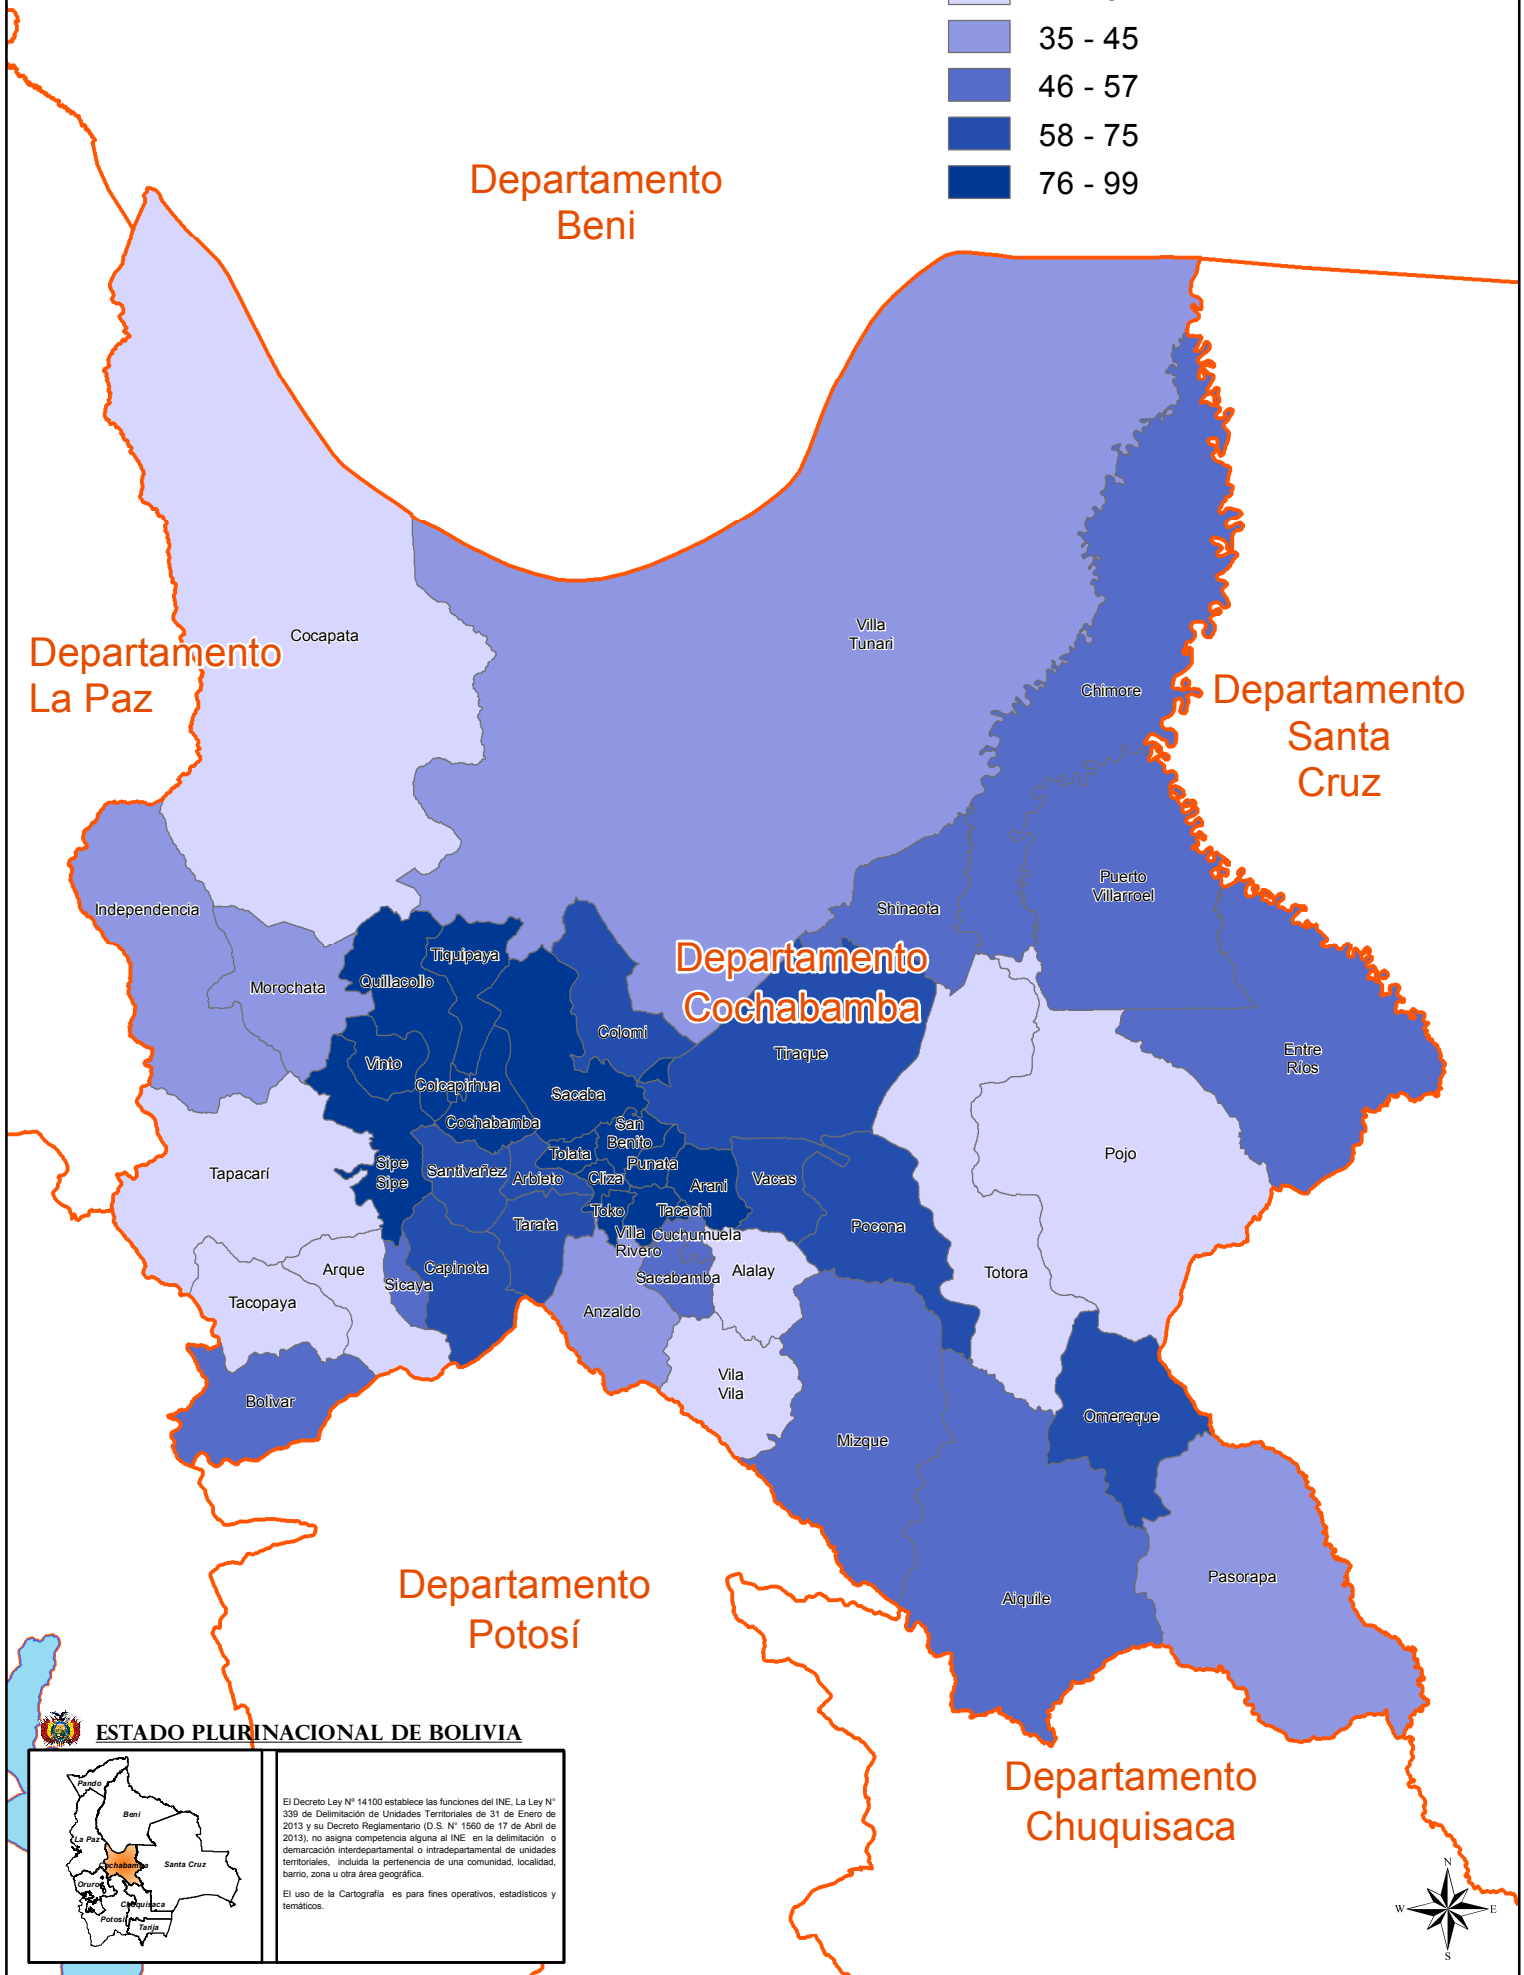 35 - 45
46 - 57
58 - 75
76 - 99
Departamento
Beni
Cocapata
Villa
Tunari
Departamento
La Paz
Chimore
Departamento
Santa
Cruz
Puerto
Villarroel
Independencia
Shinaota
Tiquipaya
Departamento
Cochabamba
Quillacollo
Morochata
Colomi
Tiraque
Entre
Ríos
Vinto
Colcapirhua
Sacaba
Cochabamba
San
Benito
Tolata
Pojo
Sipe
Sipe
Tapacarí
Santivañez
Arbieto
Cliza
Punata
Arani
Vacas
Toko
Tacachi
Tarata
Pocona
Villa
Rivero
Cuchumuela
Arque
Capinota
Sicaya
Sacabamba
Alalay
Totora
Tacopaya
Anzaldo
Vila
Vila
Bolivar
Omereque
Mizque
Pasorapa
Aiquile
Departamento
Potosí
ESTADO PLURINACIONAL DE BOLIVIA
Departamento
Chuquisaca
Pando
Beni
La Paz
Cochabamba
Santa Cruz
Oruro
Chuquisaca
Potosí
Tarija
El Decreto Ley Nº 14100 establece las funciones del INE, La Ley N°
339 de Delimitación de Unidades Territoriales de 31 de Enero de
2013 y su Decreto Reglamentario (D.S. N° 1560 de 17 de Abril de
2013), no asigna competencia alguna al INE en la delimitación o
demarcación interdepartamental o intradepartamental de unidades
territoriales, incluida la pertenencia de una comunidad, localidad,
barrio, zona u otra área geográfica.
El uso de la Cartografía es para fines operativos, estadísticos y
temáticos.
N
W
E
S